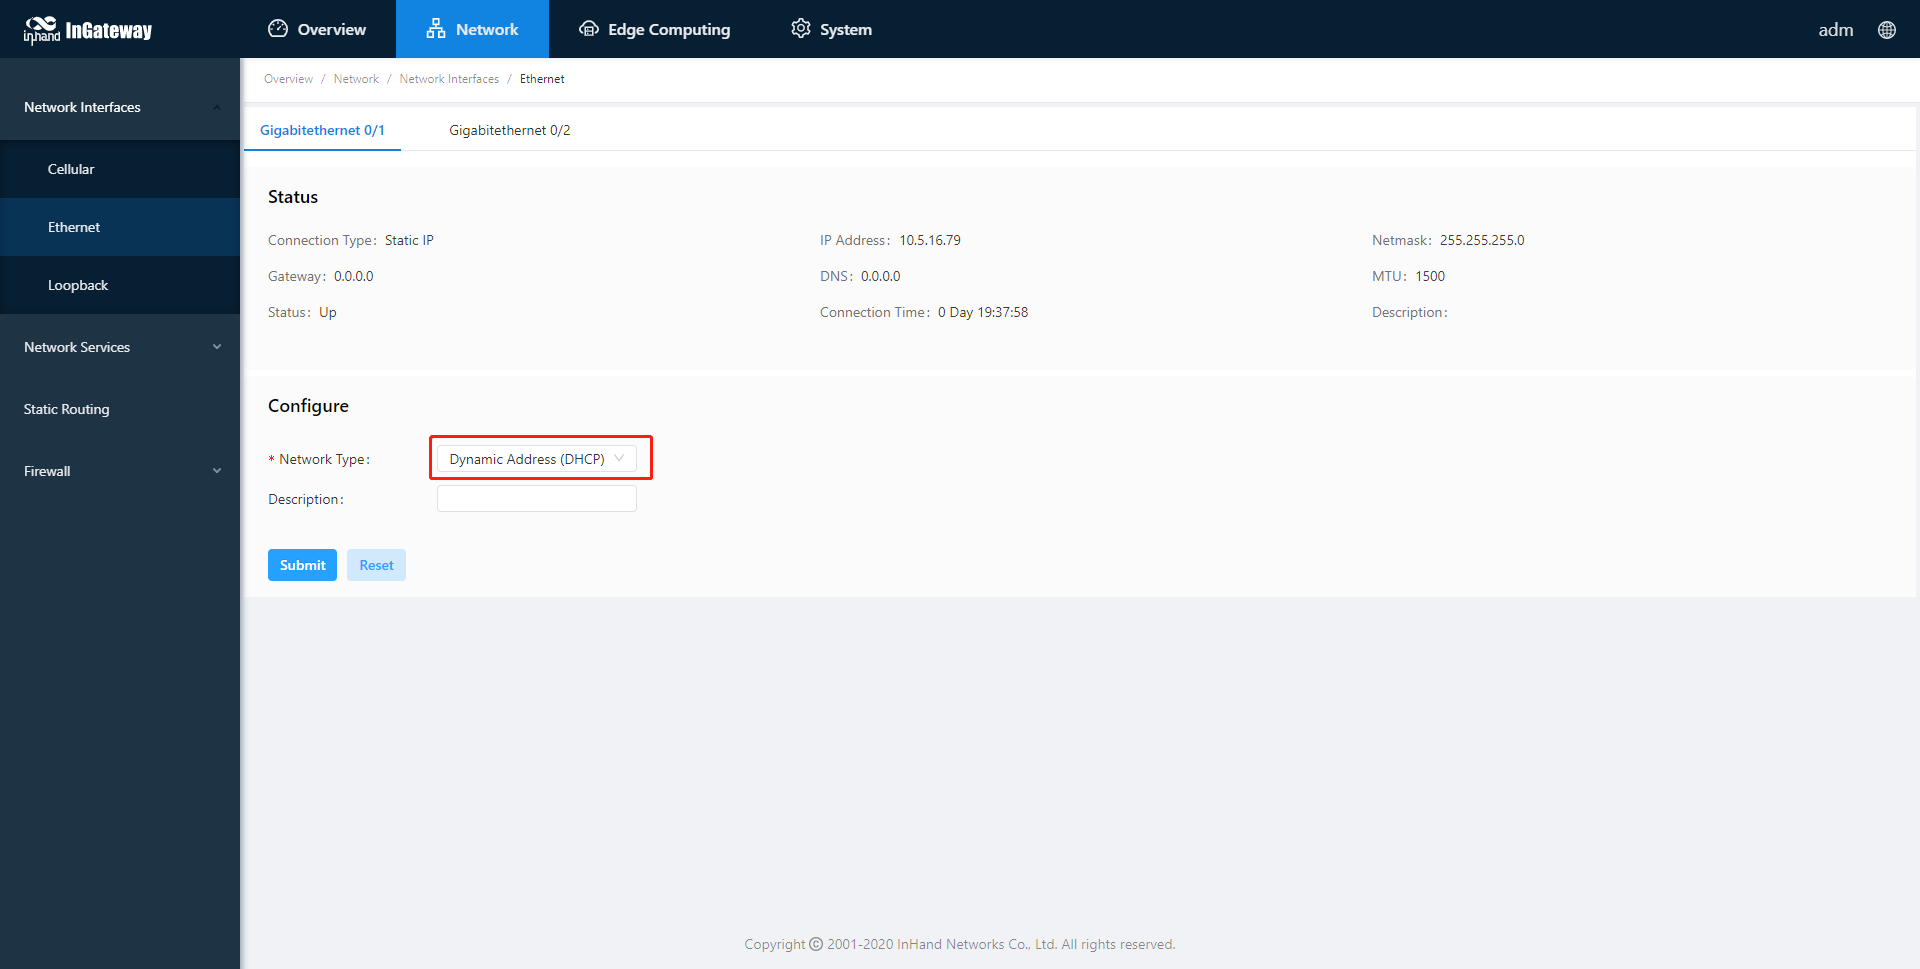 inhand InGateway
Overview
Network
Edge Computing
System
adm
Network Interfaces
Cellular
Ethernet
Loopback
Network Services
Static Routing
Firewall
Overview / Network / Network Interfaces / Ethernet
Gigabitethernet 0/1
Gigabitethernet 0/2
Status
Connection Type: Static IP
IP Address: 10.5.16.79
Netmask: 255.255.255.0
Gateway: 0.0.0.0
DNS: 0.0.0.0
MTU: 1500
Status: Up
Connection Time: 0 Day 19:37:58
Description:
Configure
* Network Type:
Dynamic Address (DHCP)
Description:
Submit
Reset
Copyright © 2001-2020 InHand Networks Co., Ltd. All rights reserved.